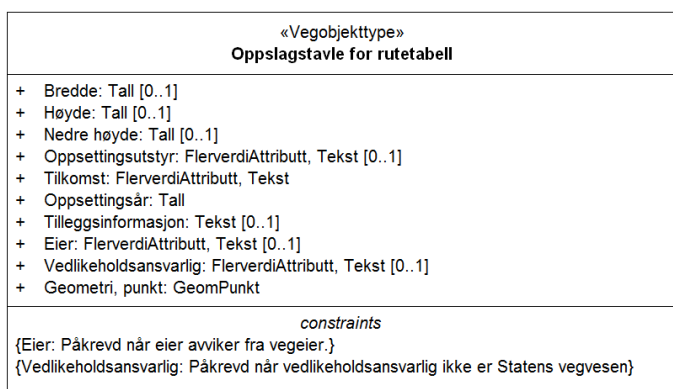 «Vegobjekttype»
Oppslagstavle for rutetabell
+ Bredde: Tall [0..1]
+ Høyde: Tall [0..1]
+ Nedre høyde: Tall [0..1]
+ Oppsettingsutstyr: FlerverdiAttributt, Tekst [0..1]
+ Tilkomst: FlerverdiAttributt, Tekst
+ Oppsettingsår: Tall
+ Tilleggsinformasjon: Tekst [0..1]
+ Eier: FlerverdiAttributt, Tekst [0..1]
+ Vedlikeholdsansvarlig: FlerverdiAttributt, Tekst [0..1]
+ Geometri, punkt: GeomPunkt
constraints
{Eier: Påkrevd når eier avviker fra vegeier.}
{Vedlikeholdsansvarlig: Påkrevd når vedlikeholdsansvarlig ikke er Statens vegvesen}